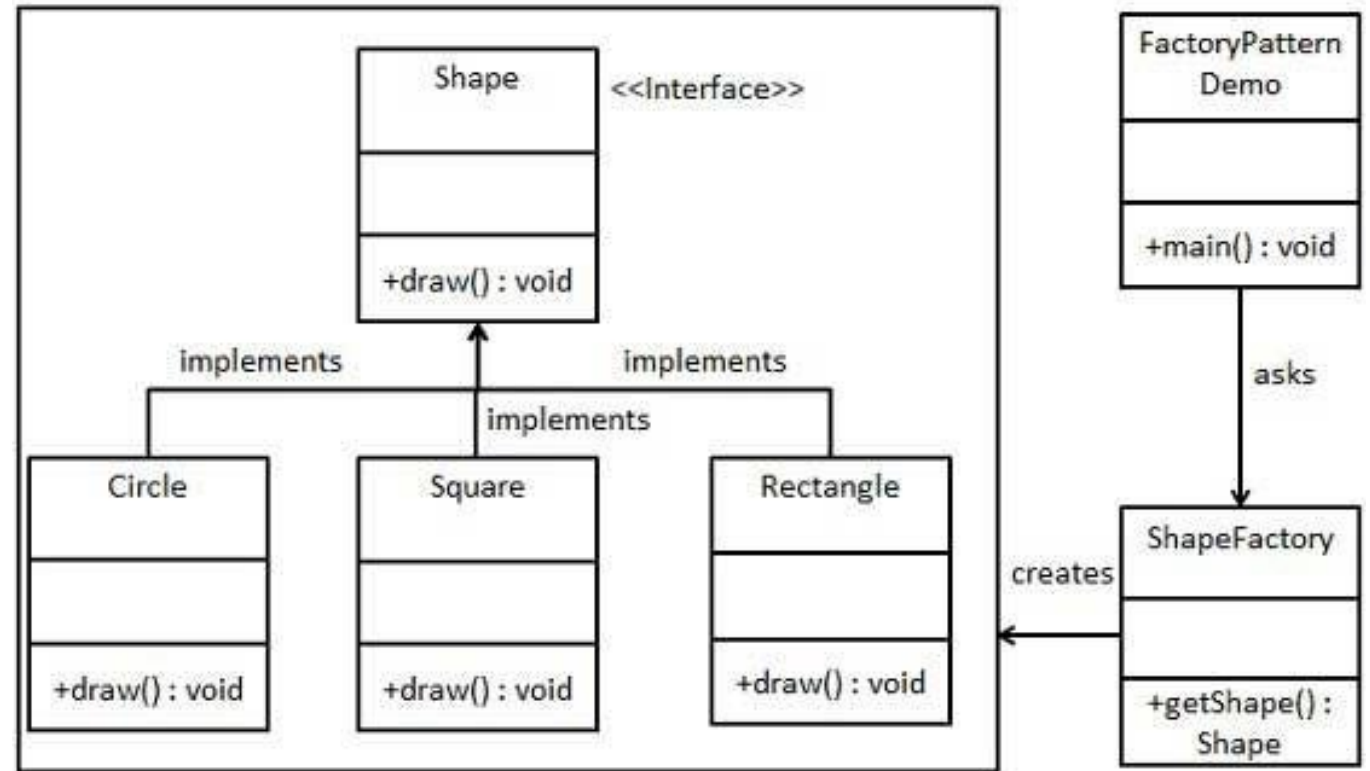 Shape
<<Interface>>
+draw() : void
implements
implements
implements
Circle
Square
Rectangle
+draw() : void
+draw() : void
+draw() : void
FactoryPattern
Demo
+main() : void
asks
ShapeFactory
creates
+getShape() :
Shape